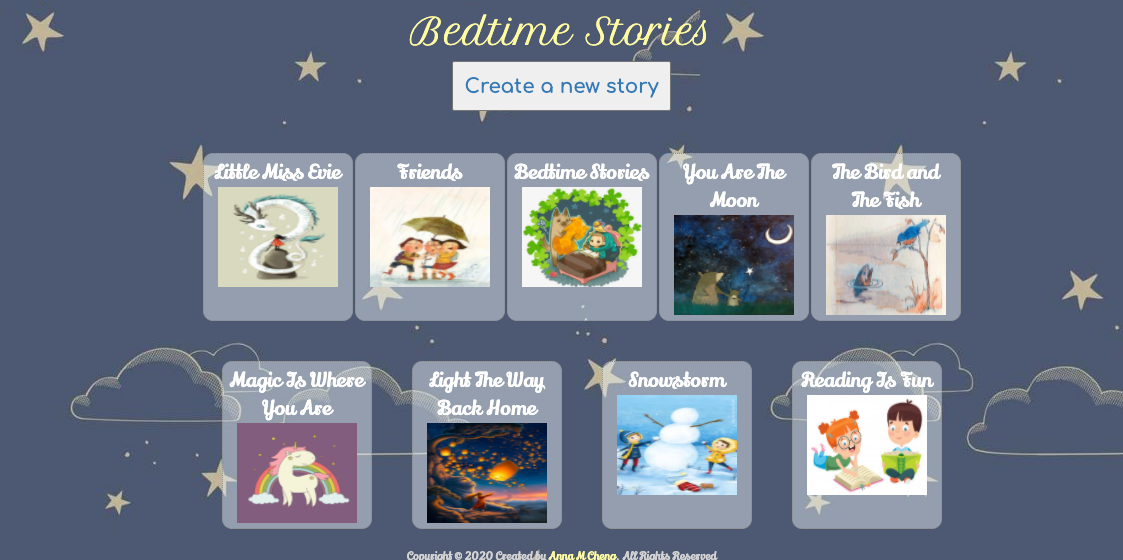 Bedtime Stories
Create a new story
Little Miss Evie
Friends
Bedtime Stories
You Are The
Moon
The Bird and
The Fish
Magic Is Where
You Are
Light The Way
Back Home
Snowstorm
Reading Is Fun
Copyright © 2020 Created by Anna M Cheng. All Rights Reserved